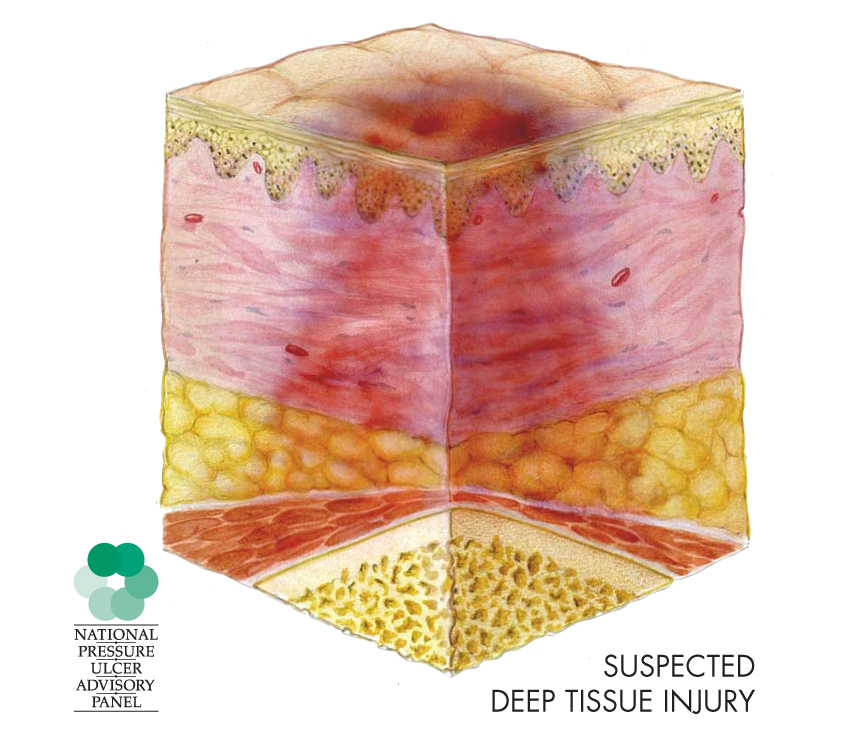 NATIONAL
PRESSURE
ULCER
ADVISORY
PANEL
SUSPECTED
DEEP TISSUE INJURY